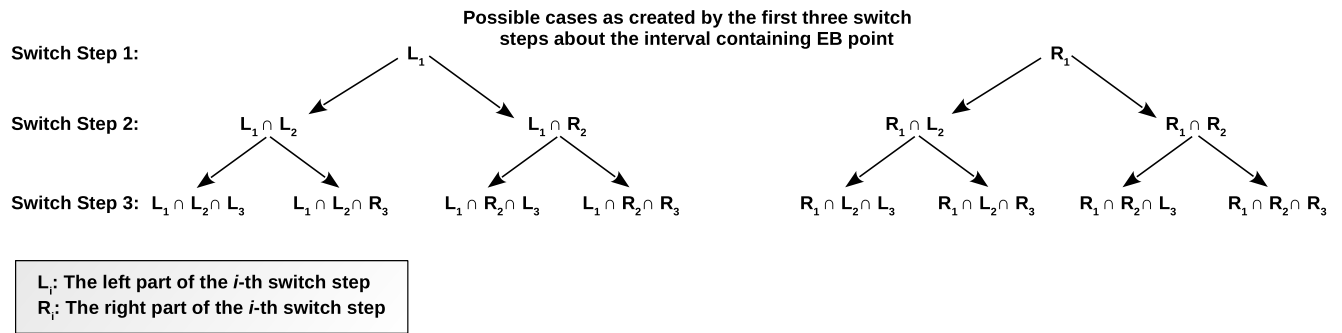 Possible cases as created by the first three switch
steps about the interval containing EB point
Switch Step 1: L₁ R₁
Switch Step 2: L₁ ∩ L₂ L₁ ∩ R₂ R₁ ∩ L₂ R₁ ∩ R₂
Switch Step 3: L₁ ∩ L₂ ∩ L₃ L₁ ∩ L₂ ∩ R₃ L₁ ∩ R₂ ∩ L₃ L₁ ∩ R₂ ∩ R₃ R₁ ∩ L₂ ∩ L₃ R₁ ∩ L₂ ∩ R₃ R₁ ∩ R₂ ∩ L₃ R₁ ∩ R₂ ∩ R₃
Lᵢ: The left part of the i-th switch step
Rᵢ: The right part of the i-th switch step